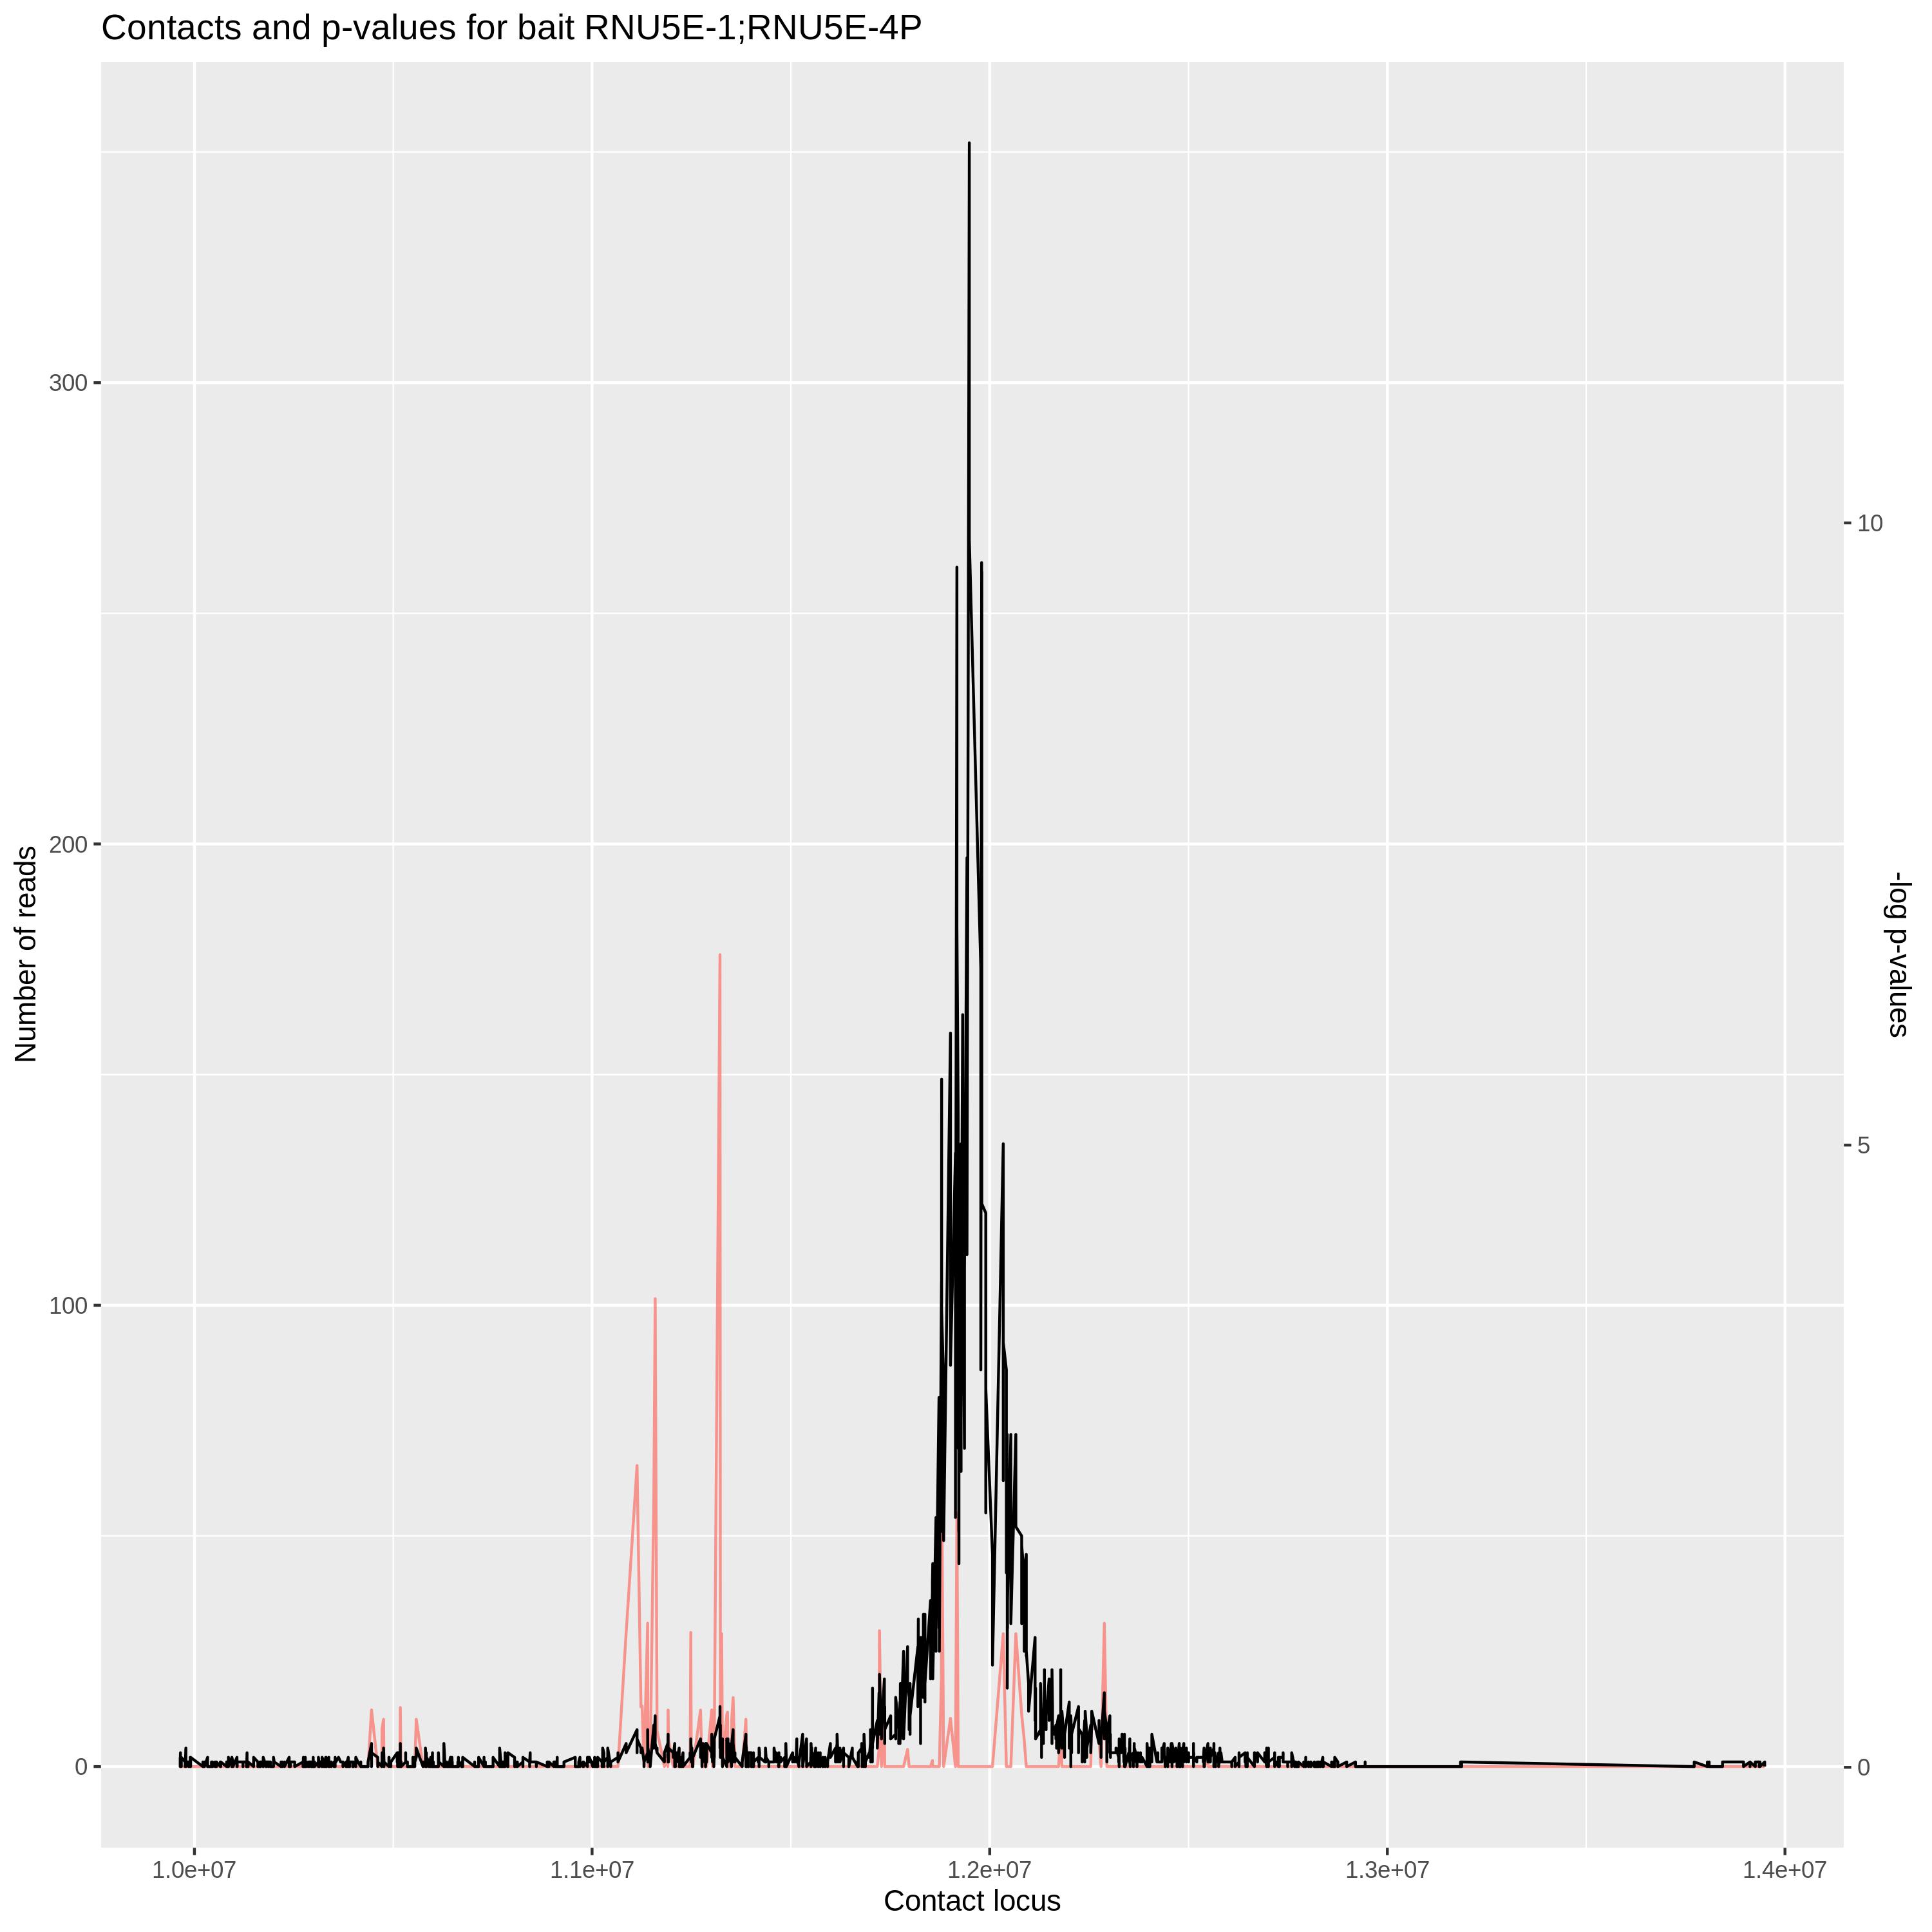 Contacts and p-values for bait RNU5E-1;RNU5E-4P
Number of reads
300
200
100
0
10
5
0
-log p-values
1.0e+07
1.1e+07
1.2e+07
1.3e+07
1.4e+07
Contact locus